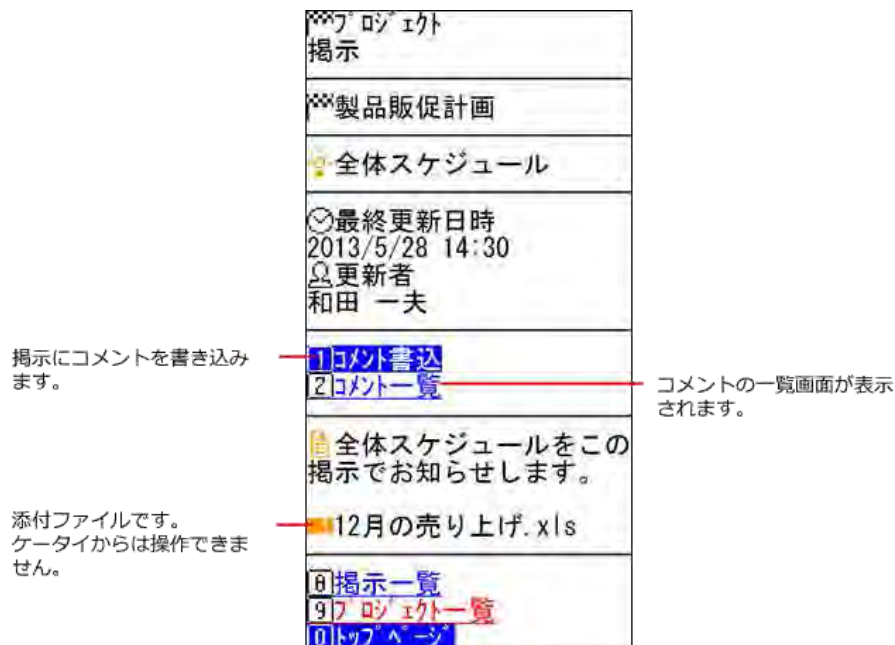 ﾌﾟﾛｼﾞｪｸﾄ
掲示
製品販促計画
全体スケジュール
最終更新日時
2013/5/28 14:30
更新者
和田 一夫
掲示にコメントを書き込み
ます。
1ｺﾒﾝﾄ書込
2ｺﾒﾝﾄ一覧
コメントの一覧画面が表示
されます。
全体スケジュールをこの
掲示でお知らせします。
添付ファイルです。
ケータイからは操作できま
せん。
12月の売り上げ.xls
8掲示一覧
9ﾌﾟﾛｼﾞｪｸﾄ一覧
0ﾄｯﾌﾟﾍﾟｰｼﾞ